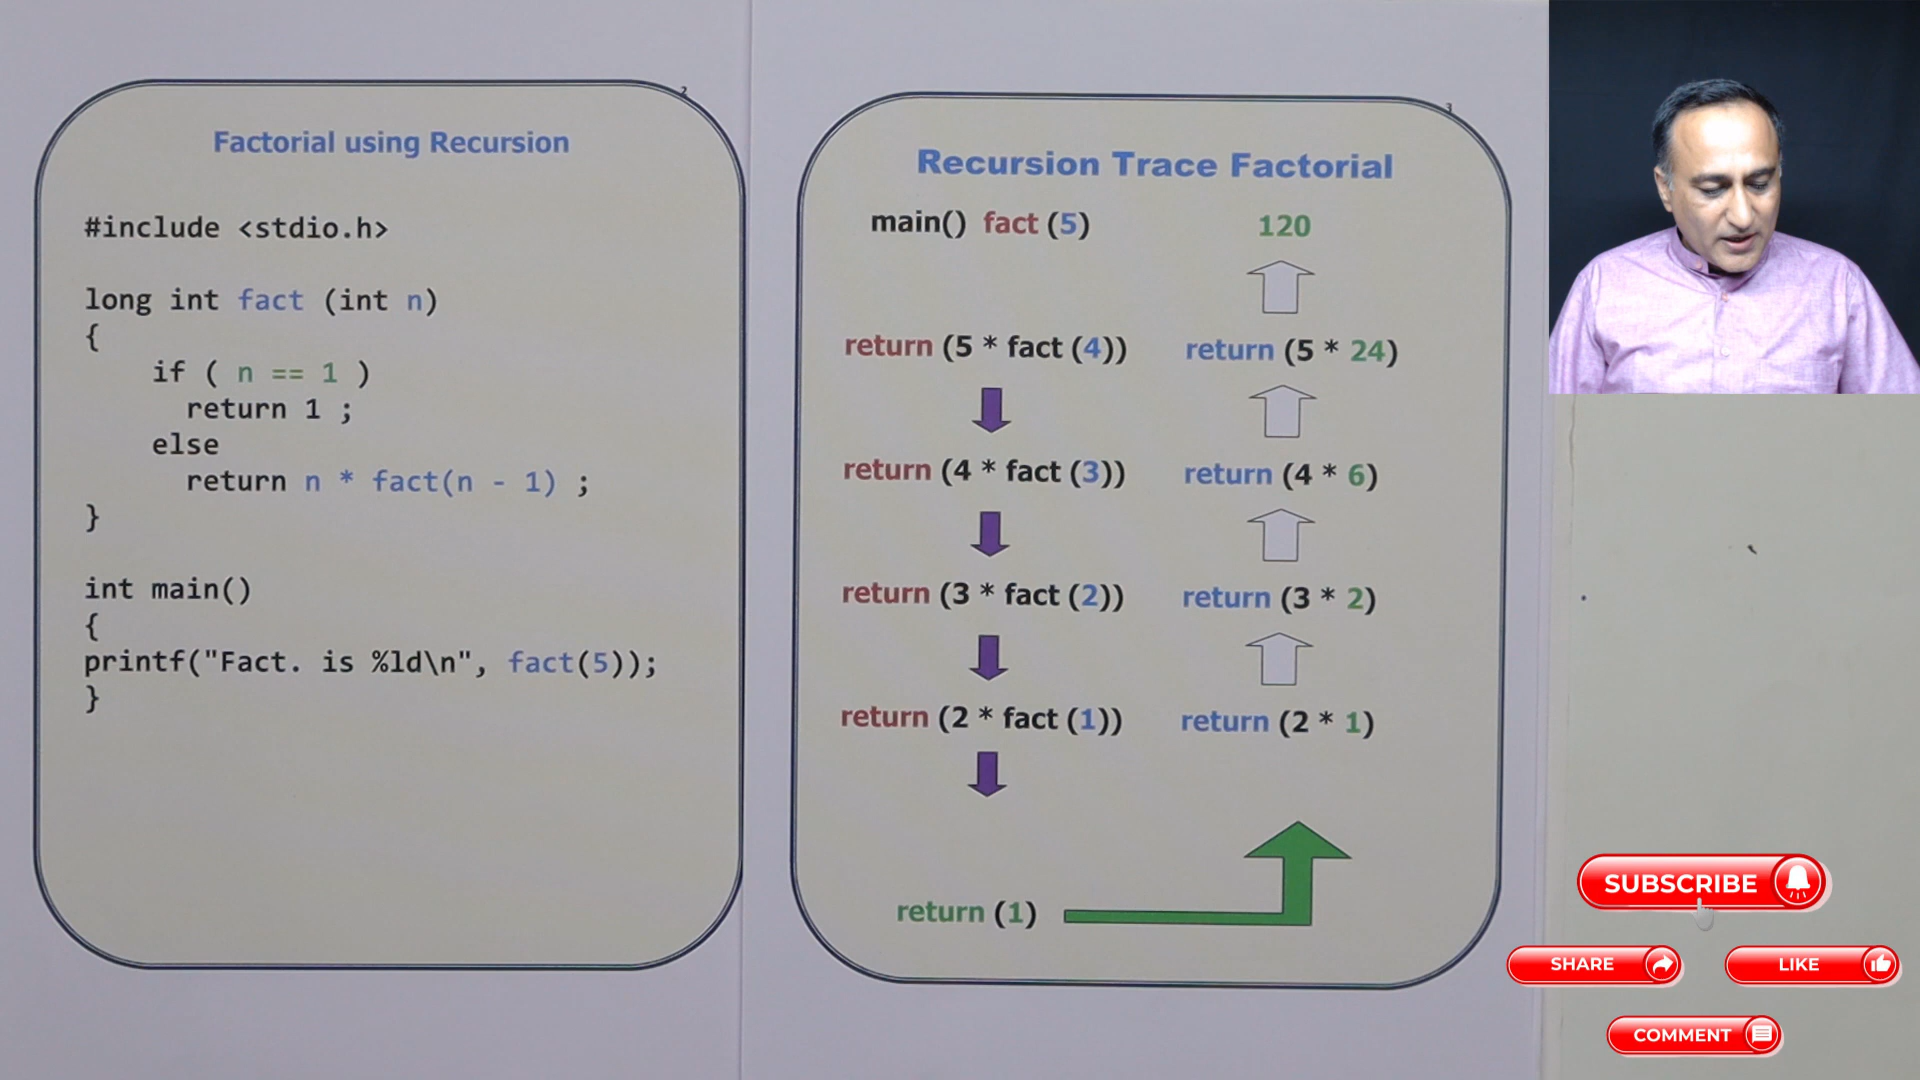 2
Factorial using Recursion
#include <stdio.h>
long int fact (int n)
{
if ( n == 1 )
return 1 ;
else
return n * fact(n - 1) ;
}
int main()
{
printf("Fact. is %ld\n", fact(5));
}
3
Recursion Trace Factorial
main() fact (5) 120
return (5 * fact (4)) return (5 * 24)
return (4 * fact (3)) return (4 * 6)
return (3 * fact (2)) return (3 * 2)
return (2 * fact (1)) return (2 * 1)
return (1)
SUBSCRIBE
SHARE LIKE
COMMENT